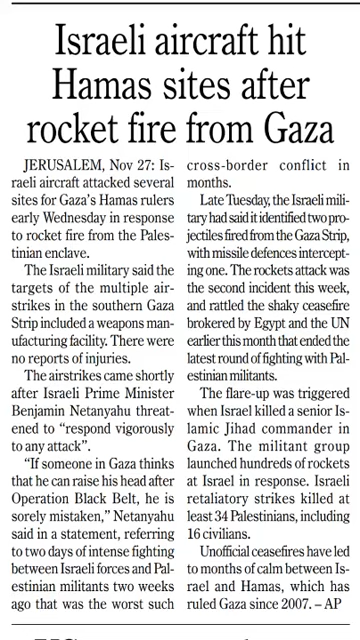 Israeli aircraft hit
Hamas sites after
rocket fire from Gaza
JERUSALEM, Nov 27: Is-
raeli aircraft attacked several
sites for Gaza's Hamas rulers
early Wednesday in response
to rocket fire from the Pales-
tinian enclave.
The Israeli military said the
targets of the multiple air-
strikes in the southern Gaza
Strip included a weapons man-
ufacturing facility. There were
no reports of injuries.
The airstrikes came shortly
after Israeli Prime Minister
Benjamin Netanyahu threat-
ened to “respond vigorously
to any attack”.
“If someone in Gaza thinks
that he can raise his head after
Operation Black Belt, he is
sorely mistaken,” Netanyahu
said in a statement, referring
to two days of intense fighting
between Israeli forces and Pal-
estinian militants two weeks
ago that was the worst such
cross-border conflict in
months.
Late Tuesday, the Israeli mili-
tary had said it identified two pro-
jectiles fired from the Gaza Strip,
with missile defences intercept-
ing one. The rockets attack was
the second incident this week,
and rattled the shaky ceasefire
brokered by Egypt and the UN
earlier this month that ended the
latest round of fighting with Pal-
estinian militants.
The flare-up was triggered
when Israel killed a senior Is-
lamic Jihad commander in
Gaza. The militant group
launched hundreds of rockets
at Israel in response. Israeli
retaliatory strikes killed at
least 34 Palestinians, including
16 civilians.
Unofficial ceasefires have led
to months of calm between Is-
rael and Hamas, which has
ruled Gaza since 2007. – AP